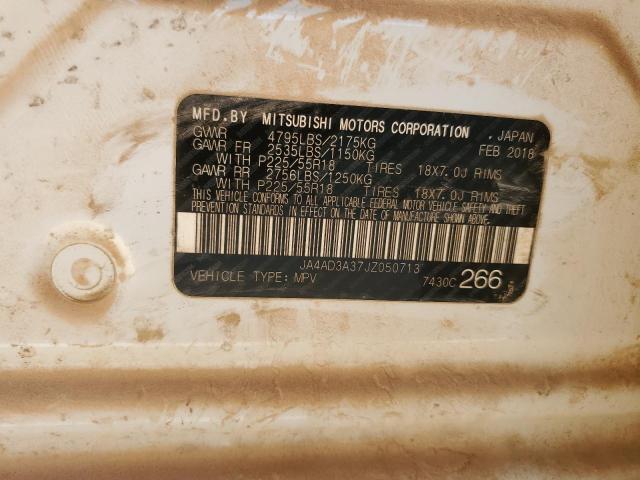 MFD. BY MITSUBISHI MOTORS CORPORATION . JAPAN
GVWR 4795LBS/2175KG FEB 2018
GAWR FR 2535LBS/1150KG
WITH P225/55R18 TIRES 18X7.0J RIMS
GAWR RR 2756LBS/1250KG
WITH P225/55R18 TIRES 18X7.0J RIMS
THIS VEHICLE CONFORMS TO ALL APPLICABLE FEDERAL MOTOR VEHICLE SAFETY AND THEFT
PREVENTION STANDARDS IN EFFECT ON THE DATE OF MANUFACTURE SHOWN ABOVE.
JA4AD3A37JZ050713
VEHICLE TYPE: MPV 7430C 266